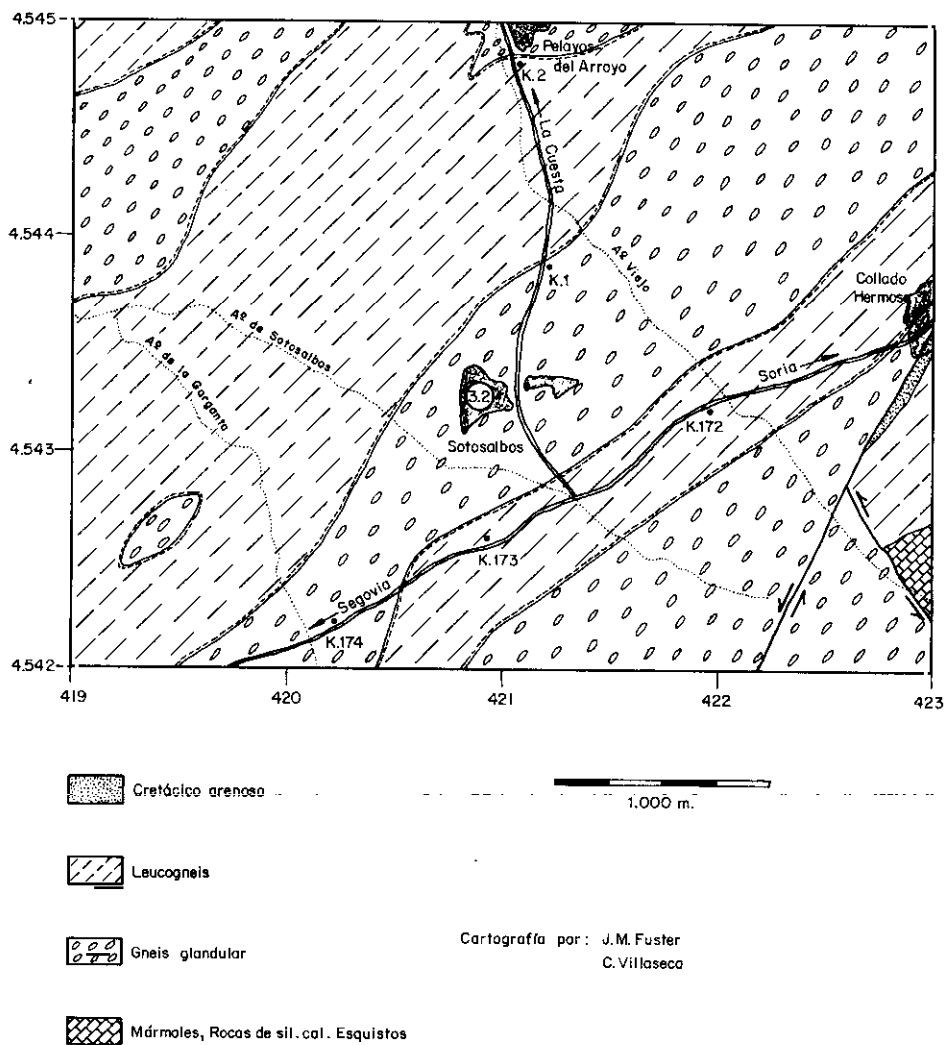 4,545
Pelayos
del Arroyo
K.2
La Cuesta
4,544
Aº Viejo
K.1
Collado
Hermoso
Aº de Sotosalbos
Aº de la Garganta
Soria
3.2
K.172
4,543
Sotosalbos
K.173
Segovia
K.174
4,542
419
420
421
422
423
Cretácico arenoso
1.000 m.
Leucogneis
Gneis glandular
Cartografía por: J.M. Fuster
C. Villaseca
Mármoles, Rocas de sil. cal. Esquistos